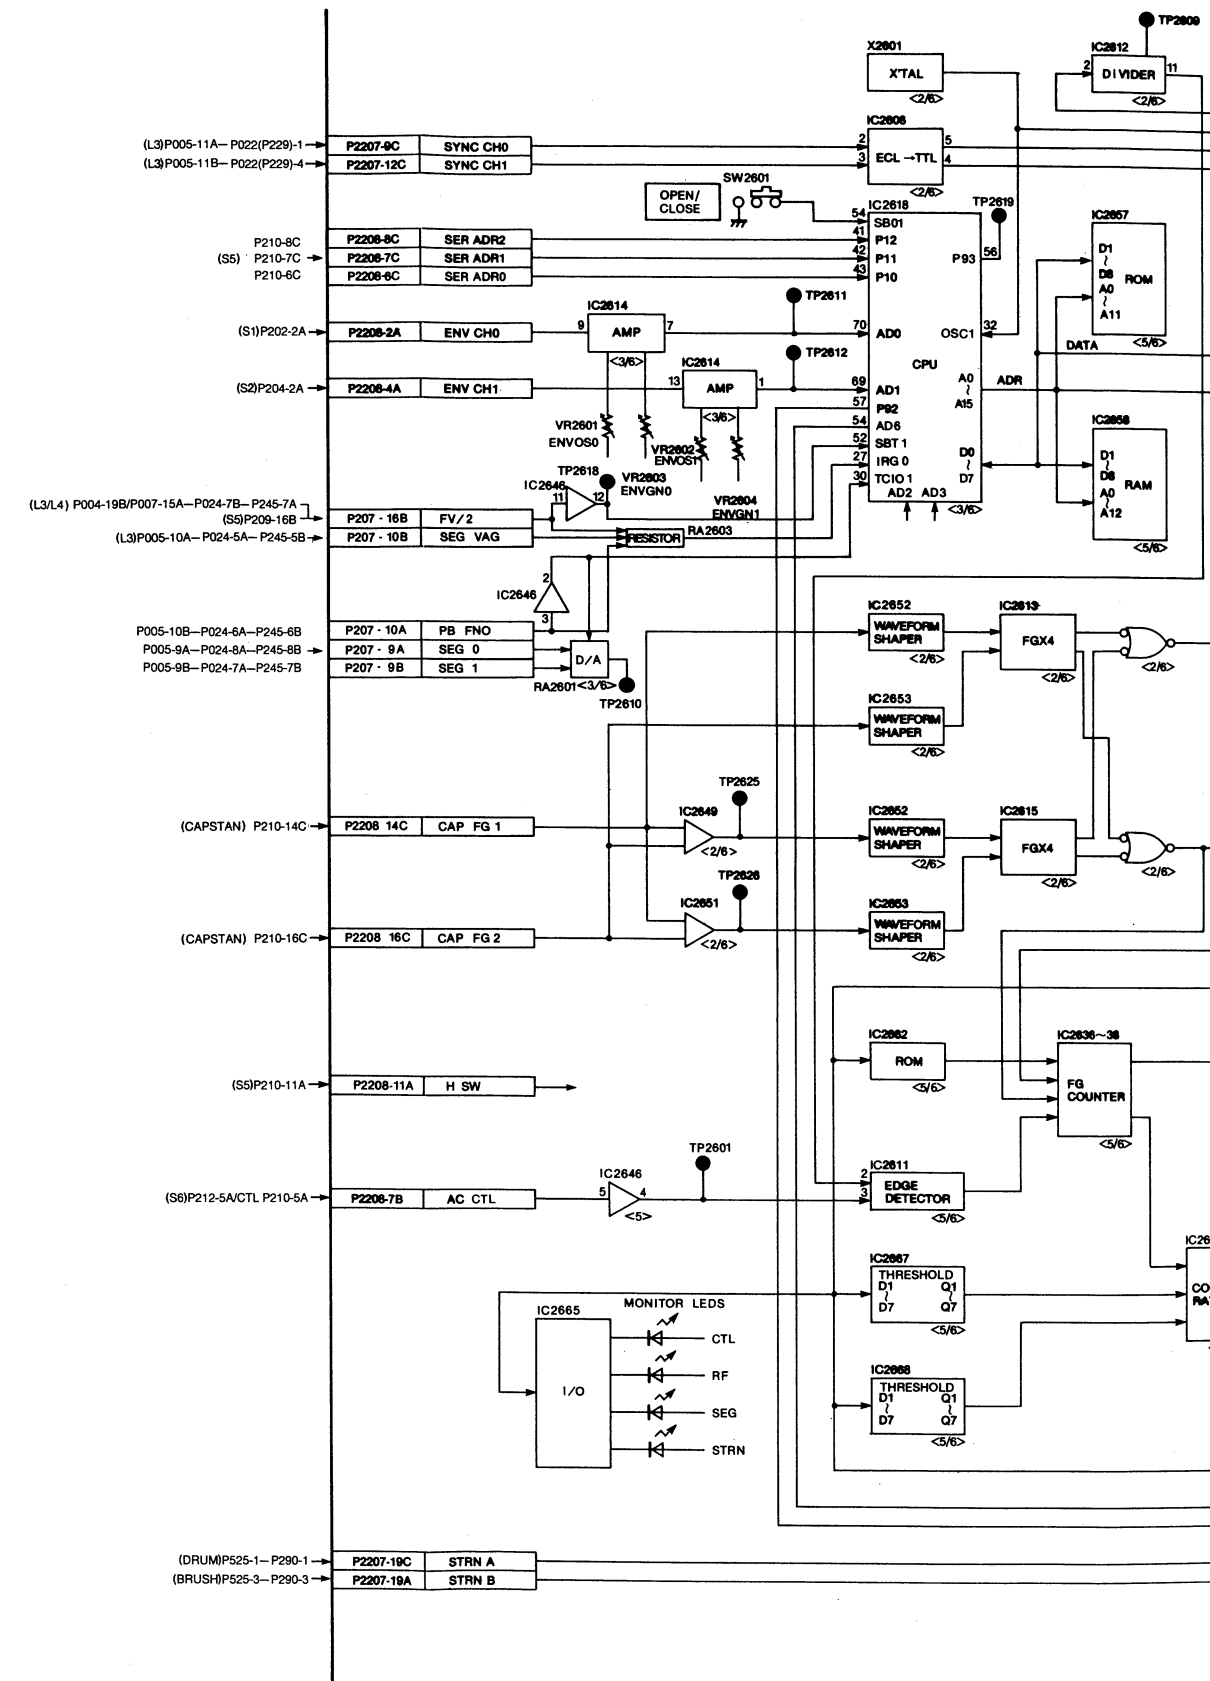 TP2609
X2601
X'TAL
<2/6>
IC2612
2 DIVIDER 11
<2/6>
(L3)P005-11A—P022(P229)-1
P2207-9C SYNC CH0
(L3)P005-11B—P022(P229)-4
P2207-12C SYNC CH1
IC2606
2 5
3 ECL→TTL 4
<2/6>
OPEN/
CLOSE
SW2601
IC2618
TP2619
54 SB01
41 P12
42 P11
43 P10
P93 56
OSC1 32
70 AD0
CPU
69 AD1
57 P92
54 AD6
52 SBT 1
27 IRG 0
30 TCIO 1
AD2 AD3
A0
~
A15
D0
~
D7
<3/6>
ADR
DATA
IC2657
D1
~
D8
A0
~
A11
ROM
<5/6>
IC2658
D1
~
D8
A0
~
A12
RAM
<5/6>
P210-8C
P2208-8C SER ADR2
(S5) P210-7C
P2208-7C SER ADR1
P210-6C
P2208-6C SER ADR0
(S1)P202-2A
P2208-2A ENV CH0
IC2614
9 AMP 7
<3/6>
TP2611
(S2)P204-2A
P2208-4A ENV CH1
IC2614
13 AMP 1
<3/6>
TP2612
VR2601
ENVOS0
VR2602
ENVOS1
VR2603
ENVGN0
VR2604
ENVGN1
TP2618
IC2646
11 12
(L3/L4) P004-19B/P007-15A—P024-7B—P245-7A
(S5)P209-16B
P207 - 16B FV/2
(L3)P005-10A—P024-5A—P245-5B
P207 - 10B SEG VAG
RESISTOR
RA2603
2
IC2646
3
P005-10B—P024-6A—P245-6B
P207 - 10A PB FNO
P005-9A—P024-8A—P245-8B
P207 - 9A SEG 0
P005-9B—P024-7A—P245-7B
P207 - 9B SEG 1
D/A
RA2601 <3/6>
TP2610
IC2652
WAVEFORM
SHAPER
<2/6>
IC2613
FGX4
<2/6>
<2/6>
IC2653
WAVEFORM
SHAPER
<2/6>
TP2625
IC2649
<2/6>
IC2652
WAVEFORM
SHAPER
<2/6>
IC2615
FGX4
<2/6>
<2/6>
(CAPSTAN) P210-14C
P2208 14C CAP FG 1
TP2626
IC2651
<2/6>
IC2653
WAVEFORM
SHAPER
<2/6>
(CAPSTAN) P210-16C
P2208 16C CAP FG 2
IC2662
ROM
<5/6>
IC2636~38
FG
COUNTER
<5/6>
(S5)P210-11A
P2208-11A H SW
TP2601
IC2646
5 4
<5>
(S6)P212-5A/CTL P210-5A
P2208-7B AC CTL
IC2611
2 EDGE
3 DETECTOR
<5/6>
IC2667
THRESHOLD
D1 Q1
~ ~
D7 Q7
<5/6>
IC26
CO
RA
IC2665
I/O
MONITOR LEDS
CTL
RF
SEG
STRN
IC2668
THRESHOLD
D1 Q1
~ ~
D7 Q7
<5/6>
(DRUM)P525-1—P290-1
P2207-19C STRN A
(BRUSH)P525-3—P290-3
P2207-19A STRN B